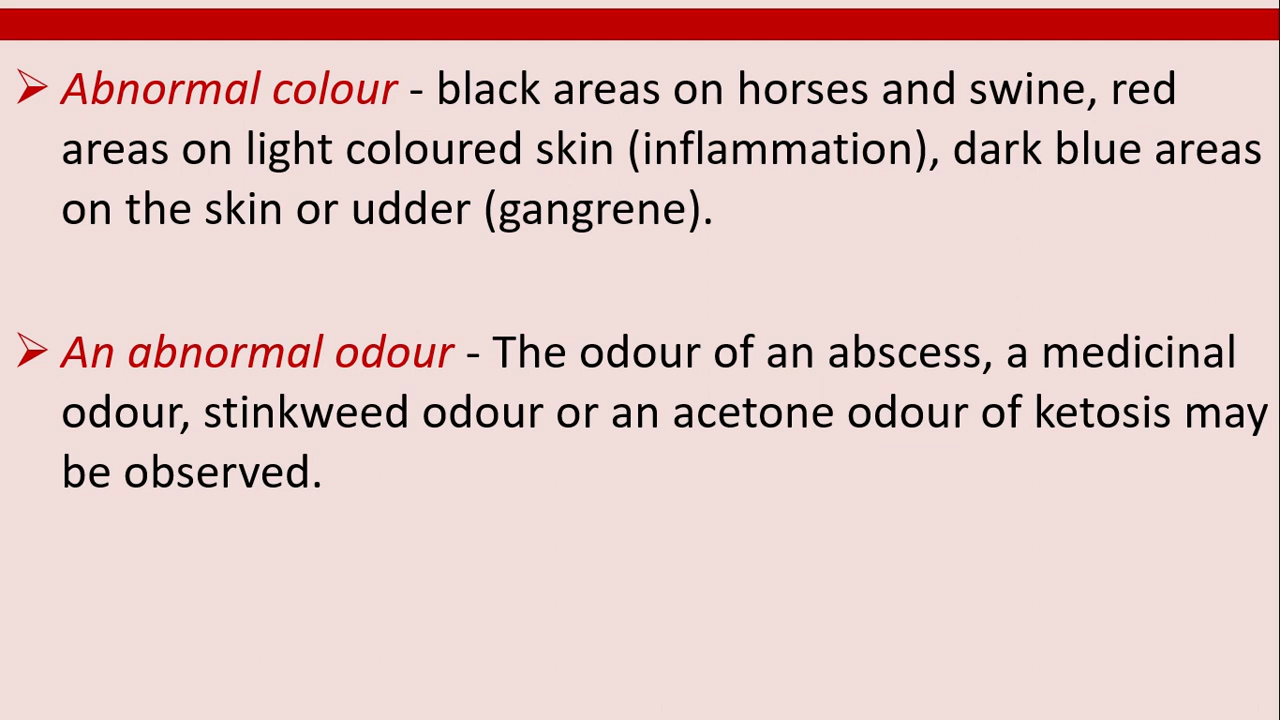 ➢ Abnormal colour - black areas on horses and swine, red
areas on light coloured skin (inflammation), dark blue areas
on the skin or udder (gangrene).
➢ An abnormal odour - The odour of an abscess, a medicinal
odour, stinkweed odour or an acetone odour of ketosis may
be observed.